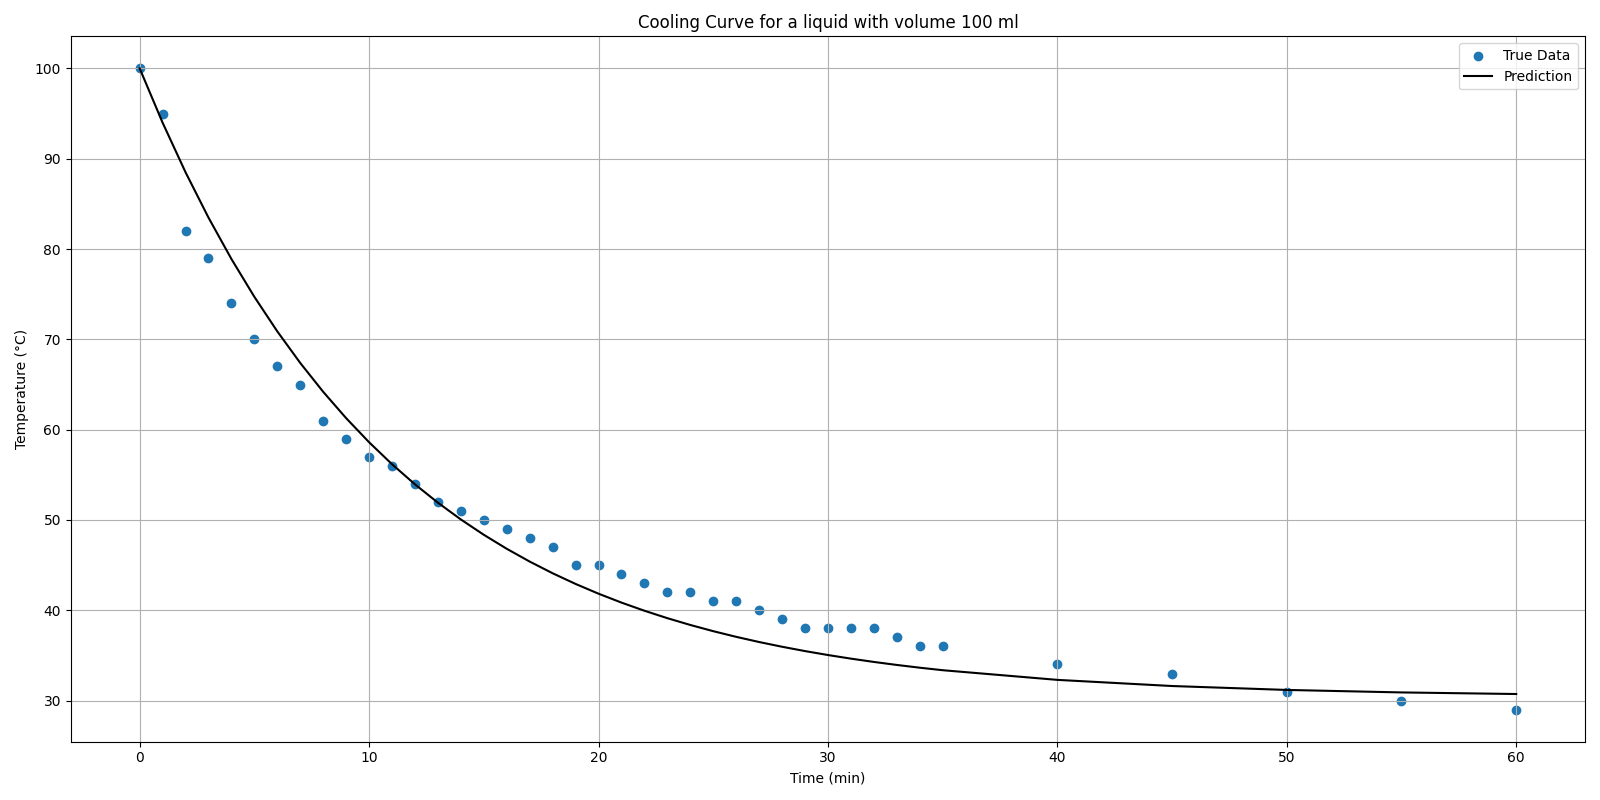 Cooling Curve for a liquid with volume 100 ml
True Data
Prediction
Temperature (°C)
100
90
80
70
60
50
40
30
0 10 20 30 40 50 60
Time (min)